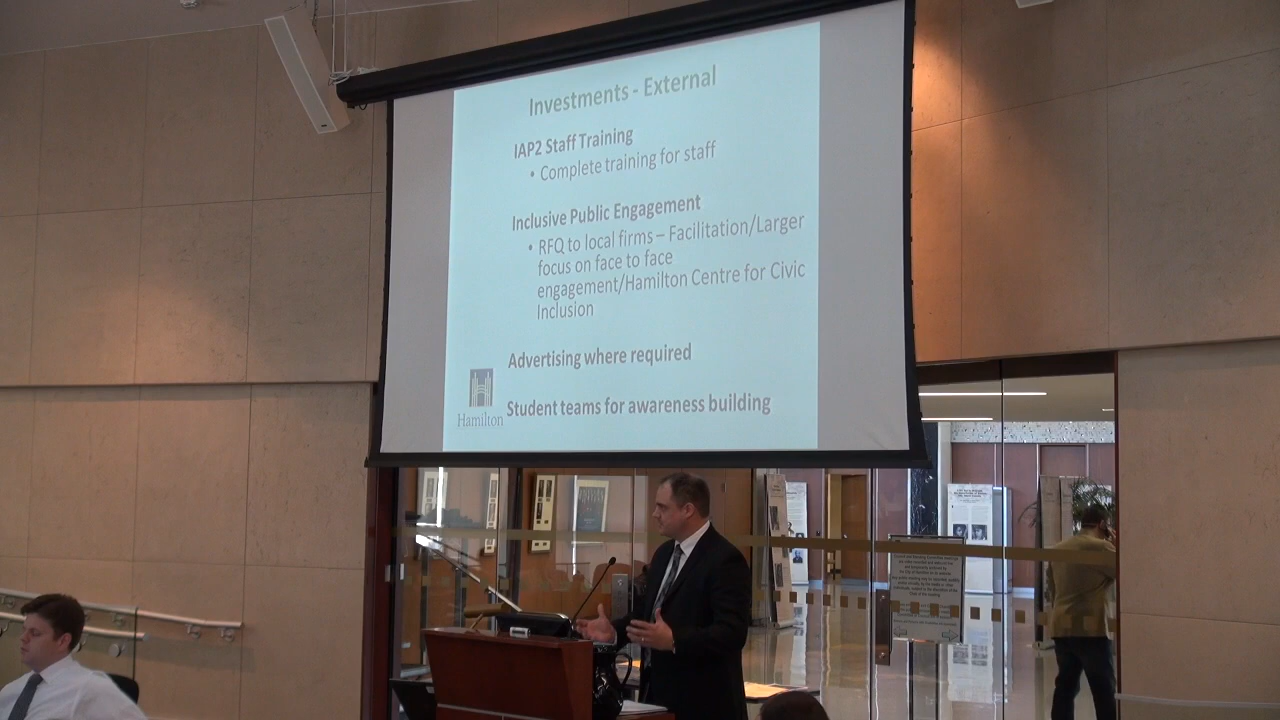 Investments - External
IAP2 Staff Training
• Complete training for staff
Inclusive Public Engagement
• RFQ to local firms – Facilitation/Larger
focus on face to face
engagement/Hamilton Centre for Civic
Inclusion
Advertising where required
Student teams for awareness building
Hamilton